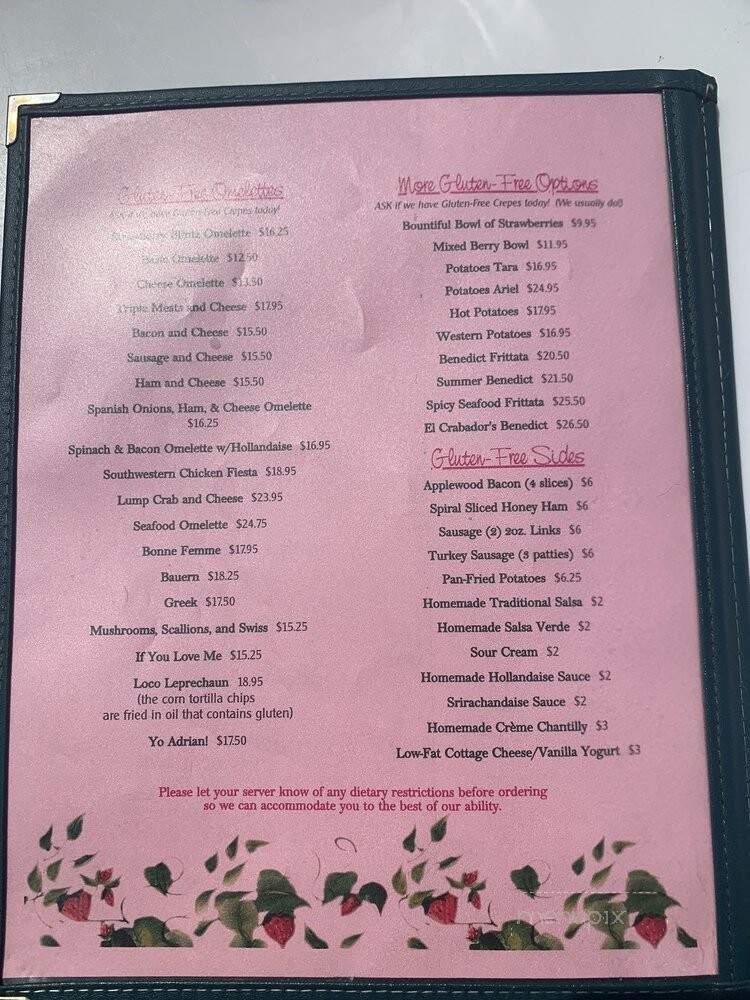 Gluten-Free Omelettes
ASK if we have Gluten-Free Crepes today!
Strawberry Blintz Omelette $16.25
Basic Omelette $12.50
Cheese Omelette $13.50
Triple Meats and Cheese $17.95
Bacon and Cheese $15.50
Sausage and Cheese $15.50
Ham and Cheese $15.50
Spanish Onions, Ham, & Cheese Omelette
$16.25
Spinach & Bacon Omelette w/Hollandaise $16.95
Southwestern Chicken Fiesta $18.95
Lump Crab and Cheese $23.95
Seafood Omelette $24.75
Bonne Femme $17.95
Bauern $18.25
Greek $17.50
Mushrooms, Scallions, and Swiss $15.25
If You Love Me $15.25
Loco Leprechaun 18.95
(the corn tortilla chips
are fried in oil that contains gluten)
Yo Adrian! $17.50
More Gluten-Free Options
ASK if we have Gluten-Free Crepes today! (We usually do!)
Bountiful Bowl of Strawberries $9.95
Mixed Berry Bowl $11.95
Potatoes Tara $16.95
Potatoes Ariel $24.95
Hot Potatoes $17.95
Western Potatoes $16.95
Benedict Frittata $20.50
Summer Benedict $21.50
Spicy Seafood Frittata $25.50
El Crabador's Benedict $26.50
Gluten-Free Sides
Applewood Bacon (4 slices) $6
Spiral Sliced Honey Ham $6
Sausage (2) 2oz. Links $6
Turkey Sausage (3 patties) $6
Pan-Fried Potatoes $6.25
Homemade Traditional Salsa $2
Homemade Salsa Verde $2
Sour Cream $2
Homemade Hollandaise Sauce $2
Srirachandaise Sauce $2
Homemade Crème Chantilly $3
Low-Fat Cottage Cheese/Vanilla Yogurt $3
Please let your server know of any dietary restrictions before ordering
so we can accommodate you to the best of our ability.
menupix